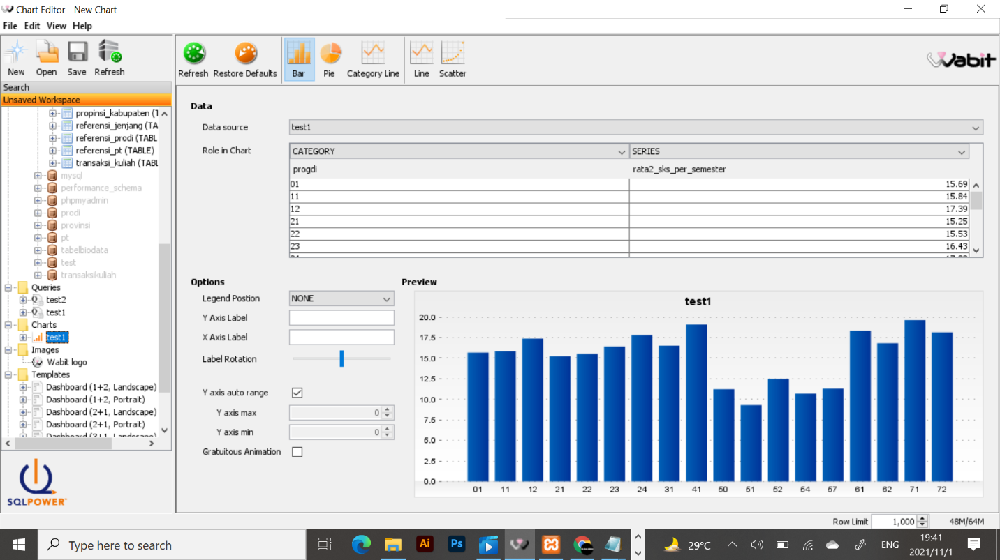 Chart Editor - New Chart
File Edit View Help
New Open Save Refresh
Refresh Restore Defaults Bar Pie Category Line Line Scatter
Wabit
Search
Unsaved Workspace
propinsi_kabupaten (T
referensi_jenjang (TA
referensi_prodi (TABL
referensi_pt (TABLE)
transaksi_kuliah (TABL
mysql
performance_schema
phpmyadmin
prodi
provinsi
pt
tabelbiodata
test
transaksikuliah
Queries
test2
test1
Charts
test1
Images
Wabit logo
Templates
Dashboard (1+2, Landscape)
Dashboard (1+2, Portrait)
Dashboard (2+1, Landscape)
Dashboard (2+1, Portrait)
SQLPOWER
Data
Data source test1
Role in Chart CATEGORY SERIES
progdi rata2_sks_per_semester
01 15.69
11 15.84
12 17.39
21 15.25
22 15.53
23 16.43
Options
Legend Postion NONE
Y Axis Label
X Axis Label
Label Rotation
Y axis auto range
Y axis max 0
Y axis min 0
Gratuitous Animation
Preview
test1
20.0
17.5
15.0
12.5
10.0
7.5
5.0
2.5
0.0
01 11 12 21 22 23 24 31 41 50 51 52 54 57 61 62 71 72
Row Limit 1,000 48M/64M
Type here to search
Ai Ps
29°C
ENG
19:41
2021/11/1